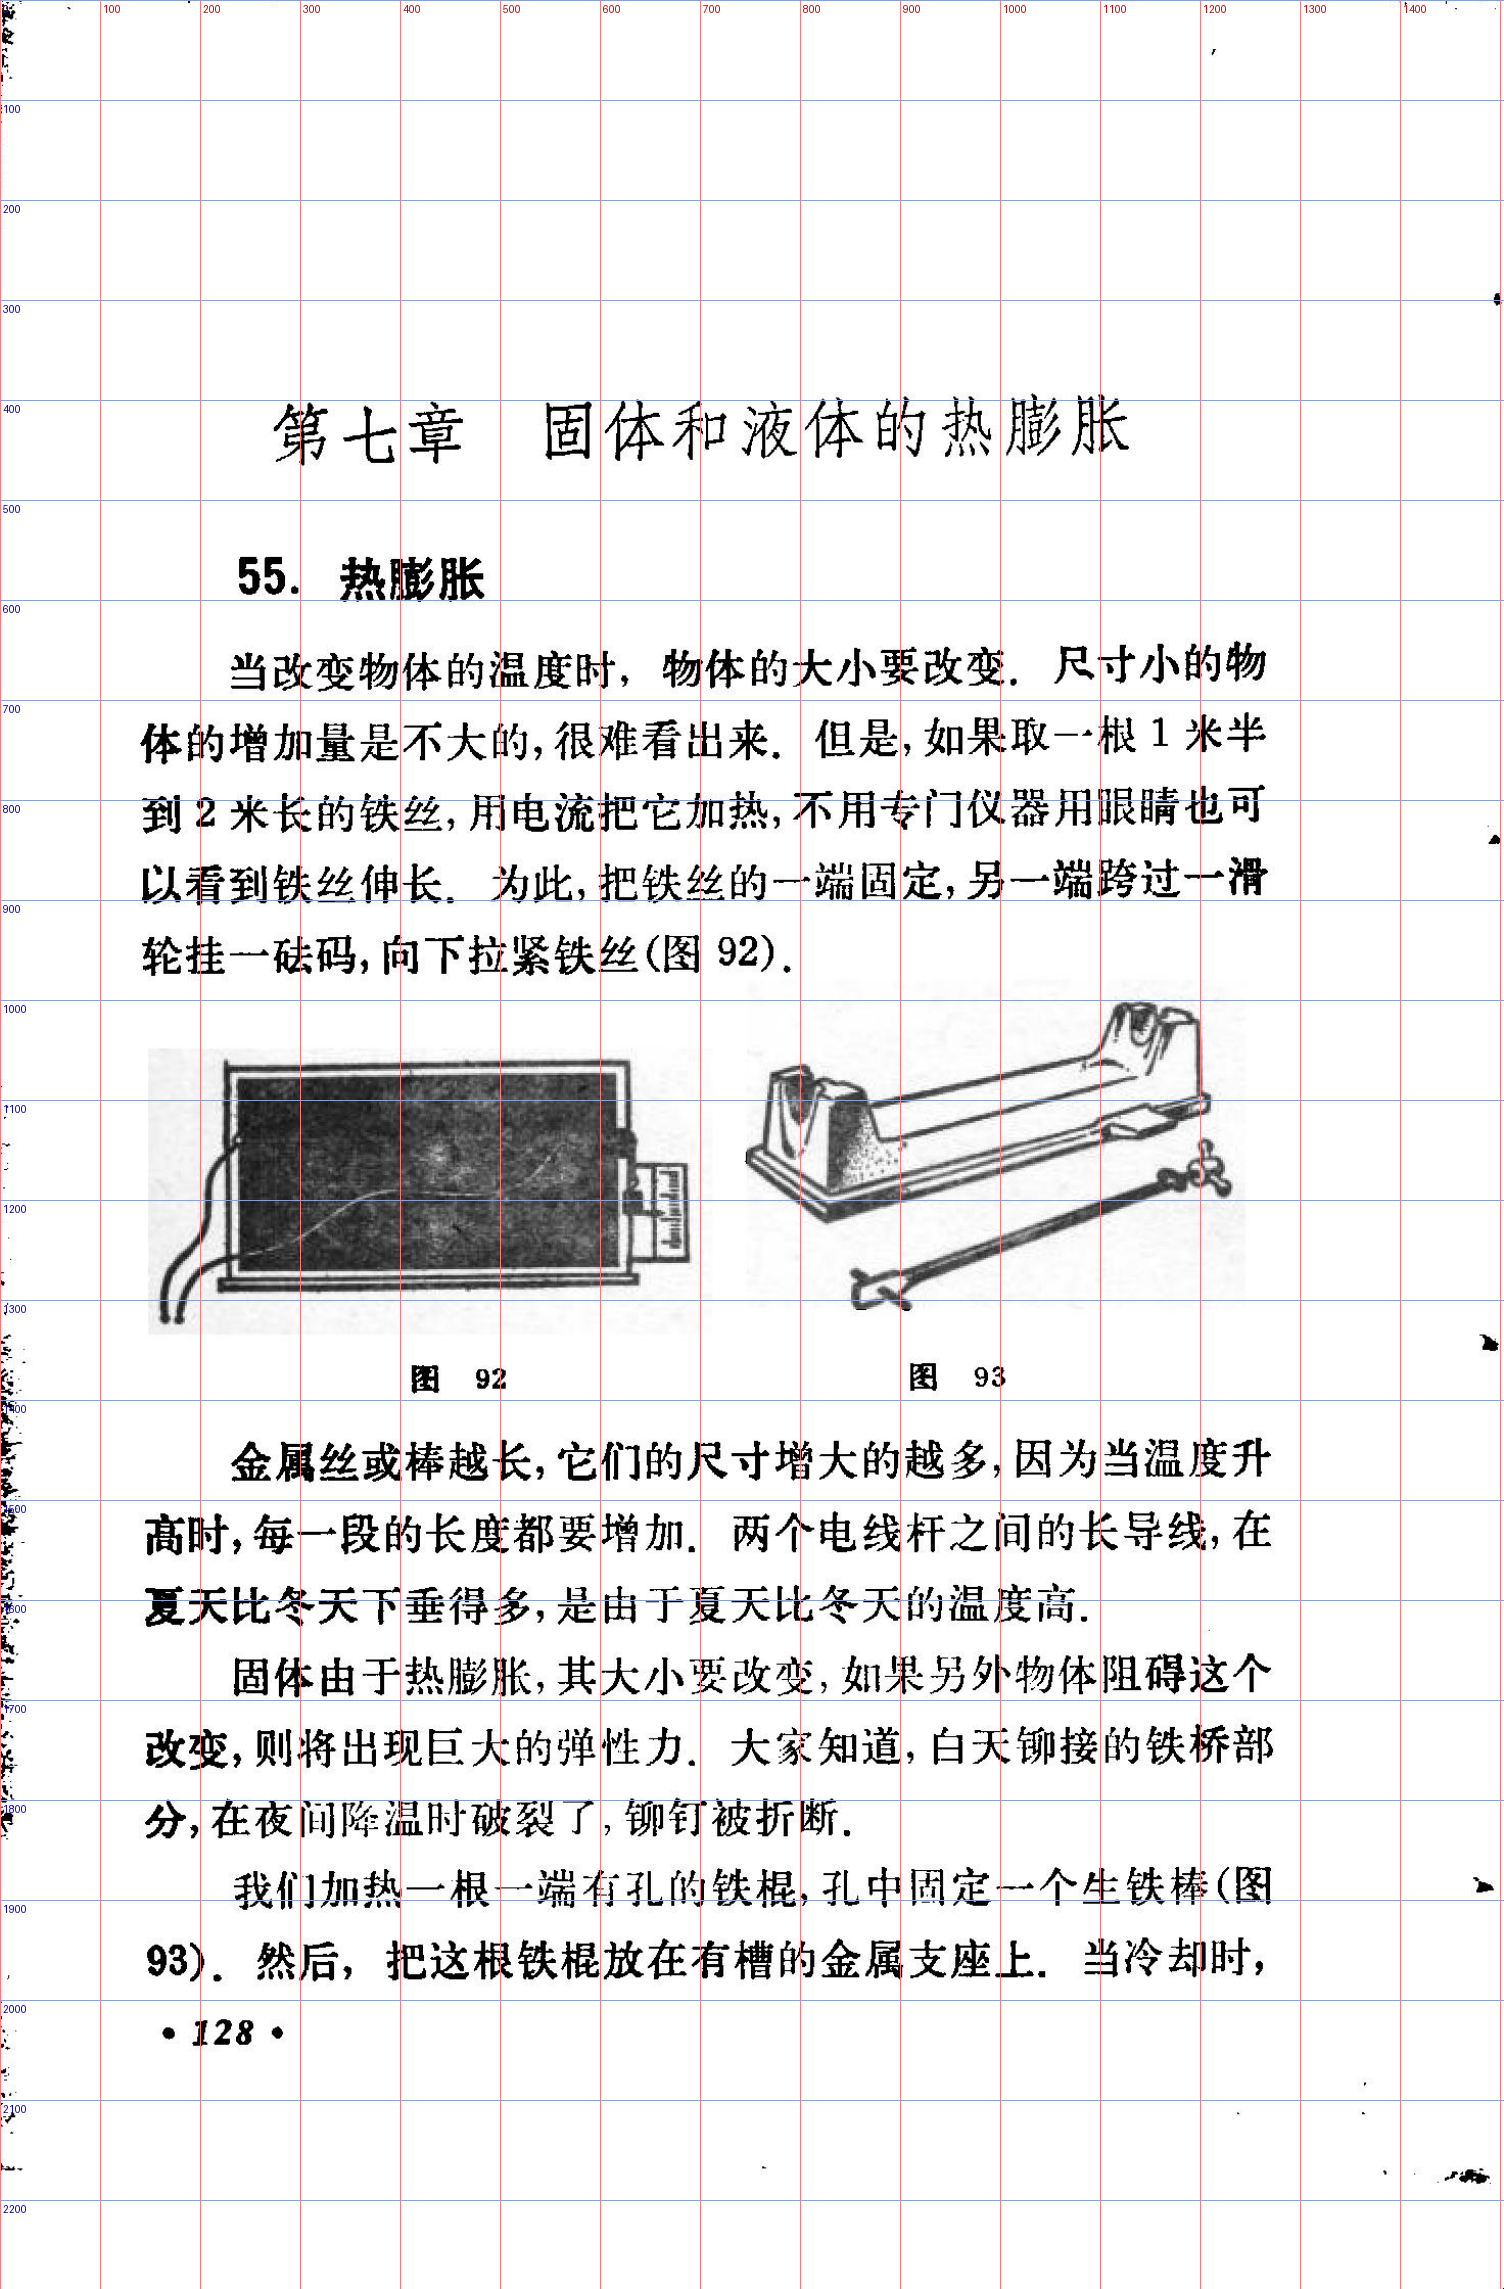 第七章 固体和液体的热膨胀
55. 热膨胀
当改变物体的温度时, 物体的大小要改变. 尺寸小的物
体的增加量是不大的, 很难看出来. 但是, 如果取一根 1 米半
到 2 米长的铁丝, 用电流把它加热, 不用专门仪器用眼睛也可
以看到铁丝伸长. 为此, 把铁丝的一端固定, 另一端跨过一滑
轮挂一砝码, 向下拉紧铁丝(图 92).
图 92
图 93
金属丝或棒越长, 它们的尺寸增大的越多, 因为当温度升
高时, 每一段的长度都要增加. 两个电线杆之间的长导线, 在
夏天比冬天下垂得多, 是由于夏天比冬天的温度高.
固体由于热膨胀, 其大小要改变, 如果另外物体阻碍这个
改变, 则将出现巨大的弹性力. 大家知道, 白天铆接的铁桥部
分, 在夜间降温时破裂了, 铆钉被折断.
我们加热一根一端有孔的铁棍, 孔中固定一个生铁棒(图
93). 然后, 把这根铁棍放在有槽的金属支座上. 当冷却时,
• 128 •